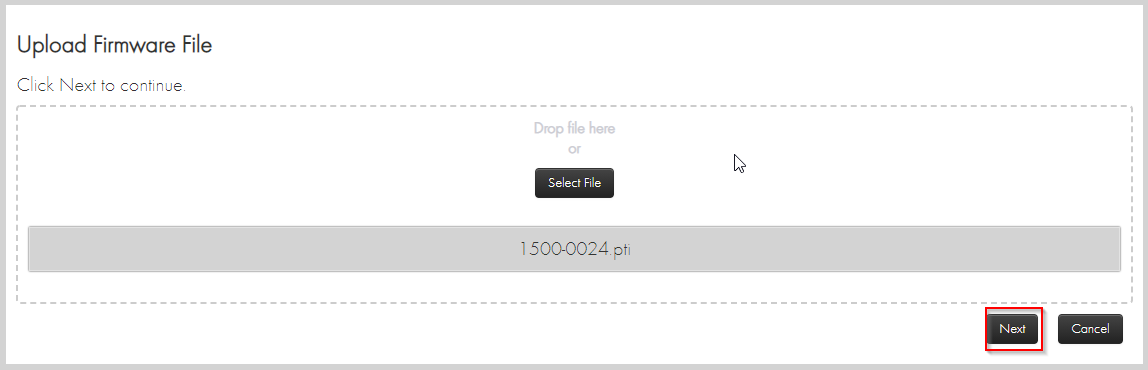 Upload Firmware File
Click Next to continue.
Drop file here
or
Select File
1500-0024.pti
Next
Cancel